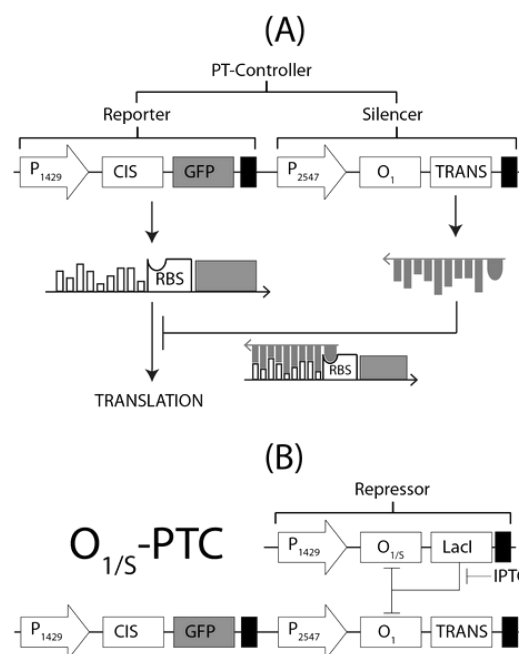 (A)
PT-Controller
Reporter Silencer
P1429 CIS GFP P2547 O1 TRANS
RBS
RBS
TRANSLATION
(B)
Repressor
O1/S-PTC
P1429 O1/S LacI
IPTG
P1429 CIS GFP P2547 O1 TRANS